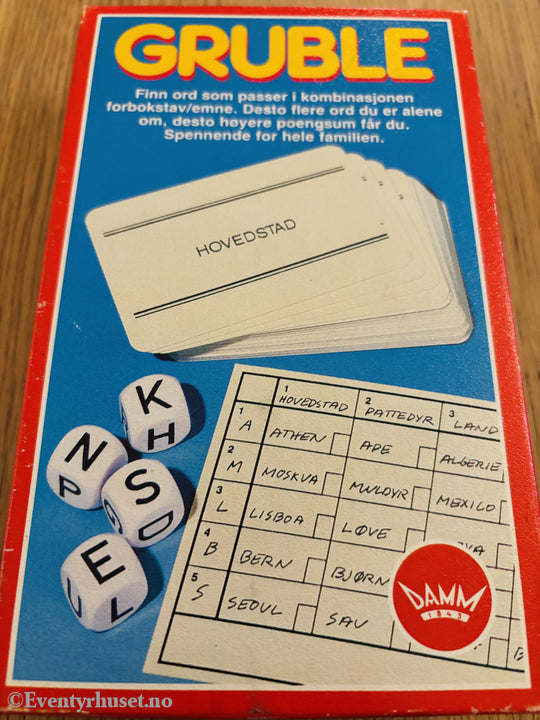 GRUBLE
Finn ord som passer i kombinasjonen
forbokstav/emne. Desto flere ord du er alene
om, desto høyere poengsum får du.
Spennende for hele familien.
HOVEDSTAD
K
H
N
P
S
D
E
U
L
1 HOVEDSTAD 2 PATTEDYR 3 LAND
1 A ATHEN APE ALGERIE
2 M MOSKVA MULDYR MEXICO
3 L LISBOA LØVE
4 B BERN BJØRN
5 S SEOUL SAU
DAMM
1843
©Eventyrhuset.no